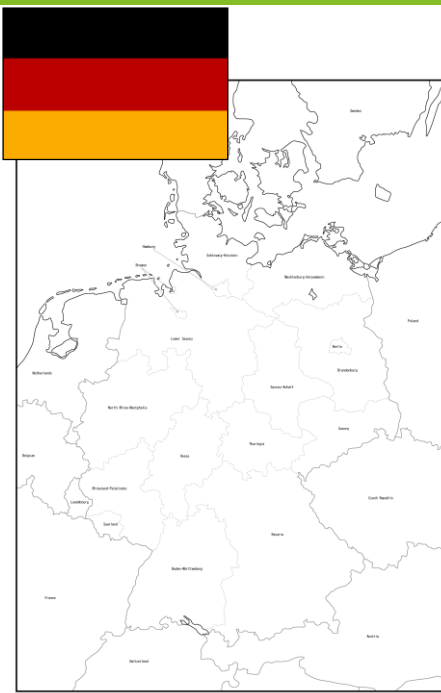 Sweden
Hamburg
Schleswig-Holstein
Bremen
Mecklenburg-Vorpommern
Poland
Lower Saxony
Berlin
Netherlands
Brandenburg
Saxony-Anhalt
North Rhine-Westphalia
Saxony
Thuringia
Belgium
Hesse
Rhineland-Palatinate
Czech Republic
Luxembourg
Saarland
Bavaria
Baden-Württemberg
France
Austria
Switzerland